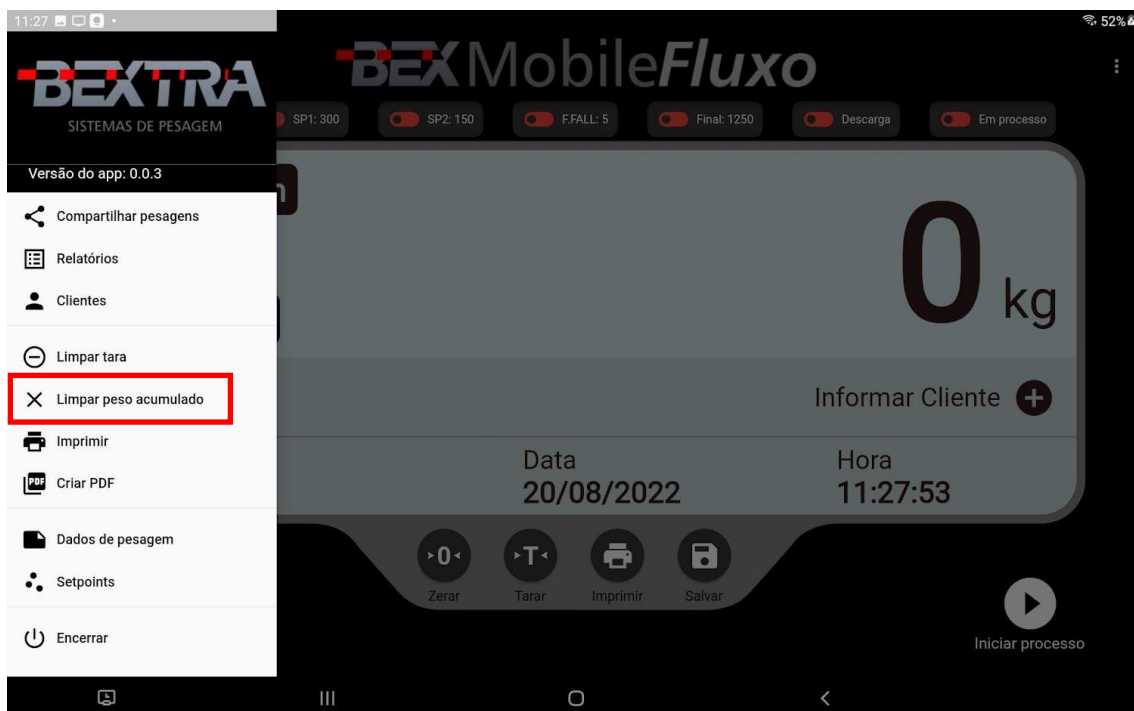 11:27
52%
BEXTRA
SISTEMAS DE PESAGEM
Versão do app: 0.0.3
Compartilhar pesagens
Relatórios
Clientes
Limpar tara
Limpar peso acumulado
Imprimir
PDF
Criar PDF
Dados de pesagem
Setpoints
Encerrar
BEX MobileFluxo
SP1: 300
SP2: 150
F.FALL: 5
Final: 1250
Descarga
Em processo
0 kg
Informar Cliente
Data
20/08/2022
Hora
11:27:53
0
T
Zerar
Tarar
Imprimir
Salvar
Iniciar processo